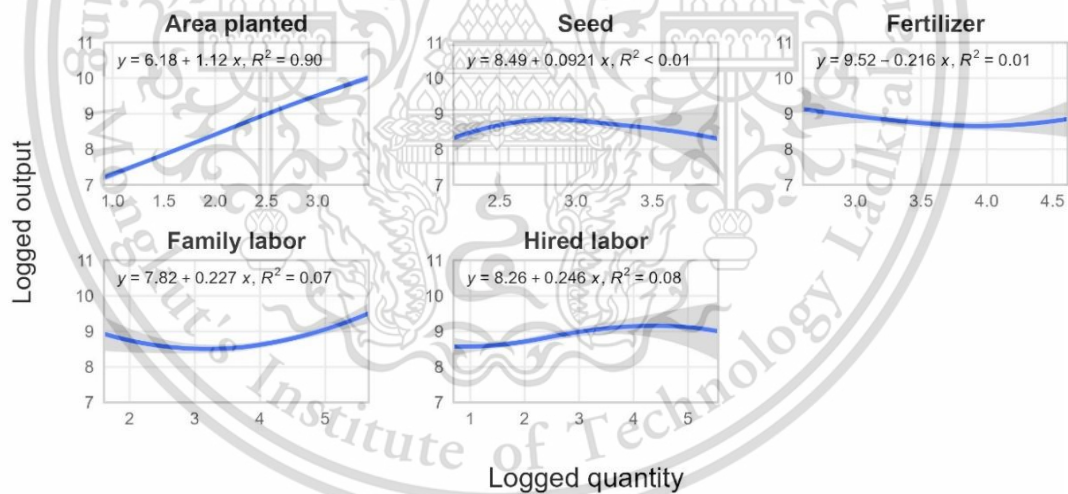 Area planted
y = 6.18 + 1.12 x, R² = 0.90
11
10
9
8
7
1.0 1.5 2.0 2.5 3.0
Seed
y = 8.49 + 0.0921 x, R² < 0.01
11
10
9
8
7
2.5 3.0 3.5
Fertilizer
y = 9.52 − 0.216 x, R² = 0.01
11
10
9
8
7
3.0 3.5 4.0 4.5
Logged output
Family labor
y = 7.82 + 0.227 x, R² = 0.07
11
10
9
8
7
2 3 4 5
Hired labor
y = 8.26 + 0.246 x, R² = 0.08
11
10
9
8
7
1 2 3 4 5
Logged quantity
Mongkut's Institute of Technology Ladkrabang